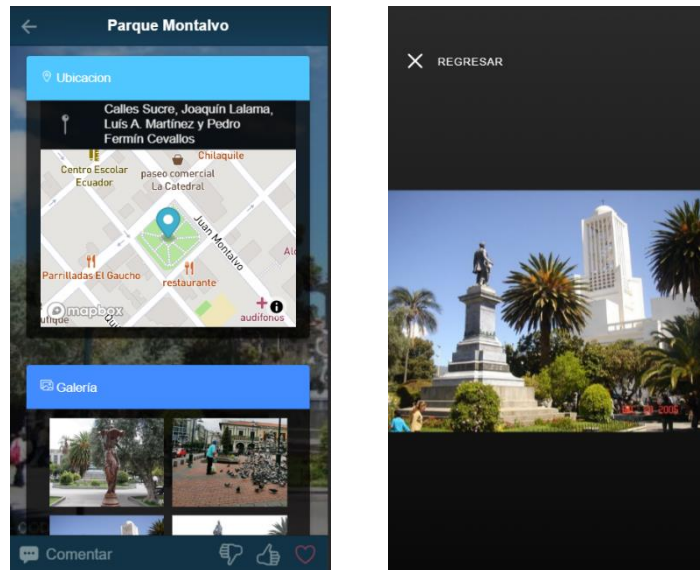 Parque Montalvo
Ubicacion
Calles Sucre, Joaquín Lalama,
Luís A. Martínez y Pedro
Fermín Cevallos
Chilaquile
Centro Escolar
Ecuador
paseo comercial
La Catedral
Juan Montalvo
Parrilladas El Gaucho
restaurante
mapbox
audífonos
Galería
Comentar
REGRESAR